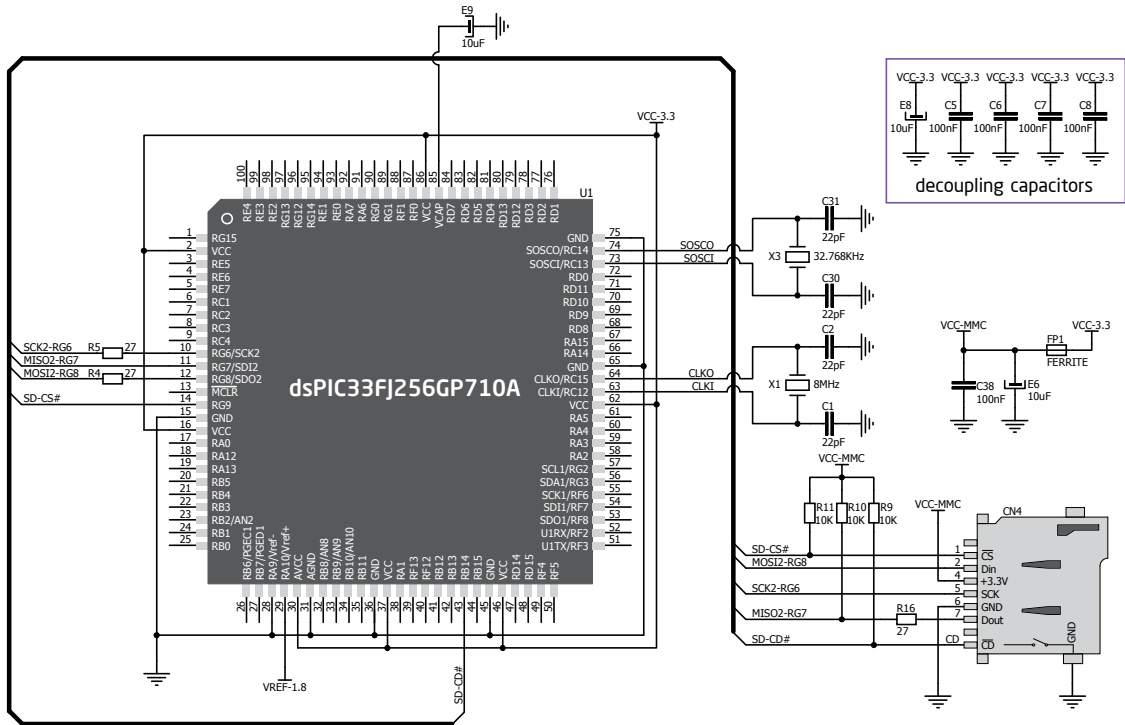 E9
10uF
VCC-3.3
VCC-3.3 VCC-3.3 VCC-3.3 VCC-3.3 VCC-3.3
E8 C5 C6 C7 C8
10uF 100nF 100nF 100nF 100nF
decoupling capacitors
100 99 98 97 96 95 94 93 92 91 90 89 88 87 86 85 84 83 82 81 80 79 78 77 76
RE4 RE3 RE2 RG13 RG12 RG14 RE1 RE0 RA7 RA6 RG0 RG1 RF1 RF0 VCC VCAP RD7 RD6 RD5 RD4 RD13 RD12 RD3 RD2 RD1
U1
1 RG15
2 VCC
3 RE5
4 RE6
5 RE7
6 RC1
7 RC2
8 RC3
9 RC4
SCK2-RG6 R5 27 10 RG6/SCK2
MISO2-RG7 11 RG7/SDI2
MOSI2-RG8 R4 27 12 RG8/SDO2
13 MCLR
SD-CS# 14 RG9
15 GND
16 VCC
17 RA0
18 RA12
19 RA13
20 RB5
21 RB4
22 RB3
23 RB2/AN2
24 RB1
25 RB0
dsPIC33FJ256GP710A
GND 75
SOSCO/RC14 74 SOSCO
SOSCI/RC13 73 SOSCI
RD0 72
RD11 71
RD10 70
RD9 69
RD8 68
RA15 67
RA14 66
GND 65
CLKO/RC15 64 CLKO
CLKI/RC12 63 CLKI
VCC 62
RA5 61
RA4 60
RA3 59
RA2 58
SCL1/RG2 57
SDA1/RG3 56
SCK1/RF6 55
SDI1/RF7 54
SDO1/RF8 53
U1RX/RF2 52
U1TX/RF3 51
RB6/PGEC1 RB7/PGED1 RA9/Vref- RA10/Vref+ AVCC AGND RB8/AN8 RB9/AN9 RB10/AN10 RB11 GND VCC RA1 RF13 RF12 RB12 RB13 RB14 RB15 GND VCC RD14 RD15 RF4 RF5
26 27 28 29 30 31 32 33 34 35 36 37 38 39 40 41 42 43 44 45 46 47 48 49 50
VREF-1.8
SD-CD#
C31
22pF
X3 32.768KHz
C30
22pF
C2
22pF
X1 8MHz
C1
22pF
VCC-MMC VCC-3.3
FP1
FERRITE
C38
100nF
E6
10uF
VCC-MMC
R11 R10 R9
10K 10K 10K
VCC-MMC
CN4
SD-CS# 1 CS
MOSI2-RG8 2 Din
4 +3.3V
SCK2-RG6 5 SCK
6 GND
MISO2-RG7 R16 7 Dout
27
SD-CD# CD CD
GND